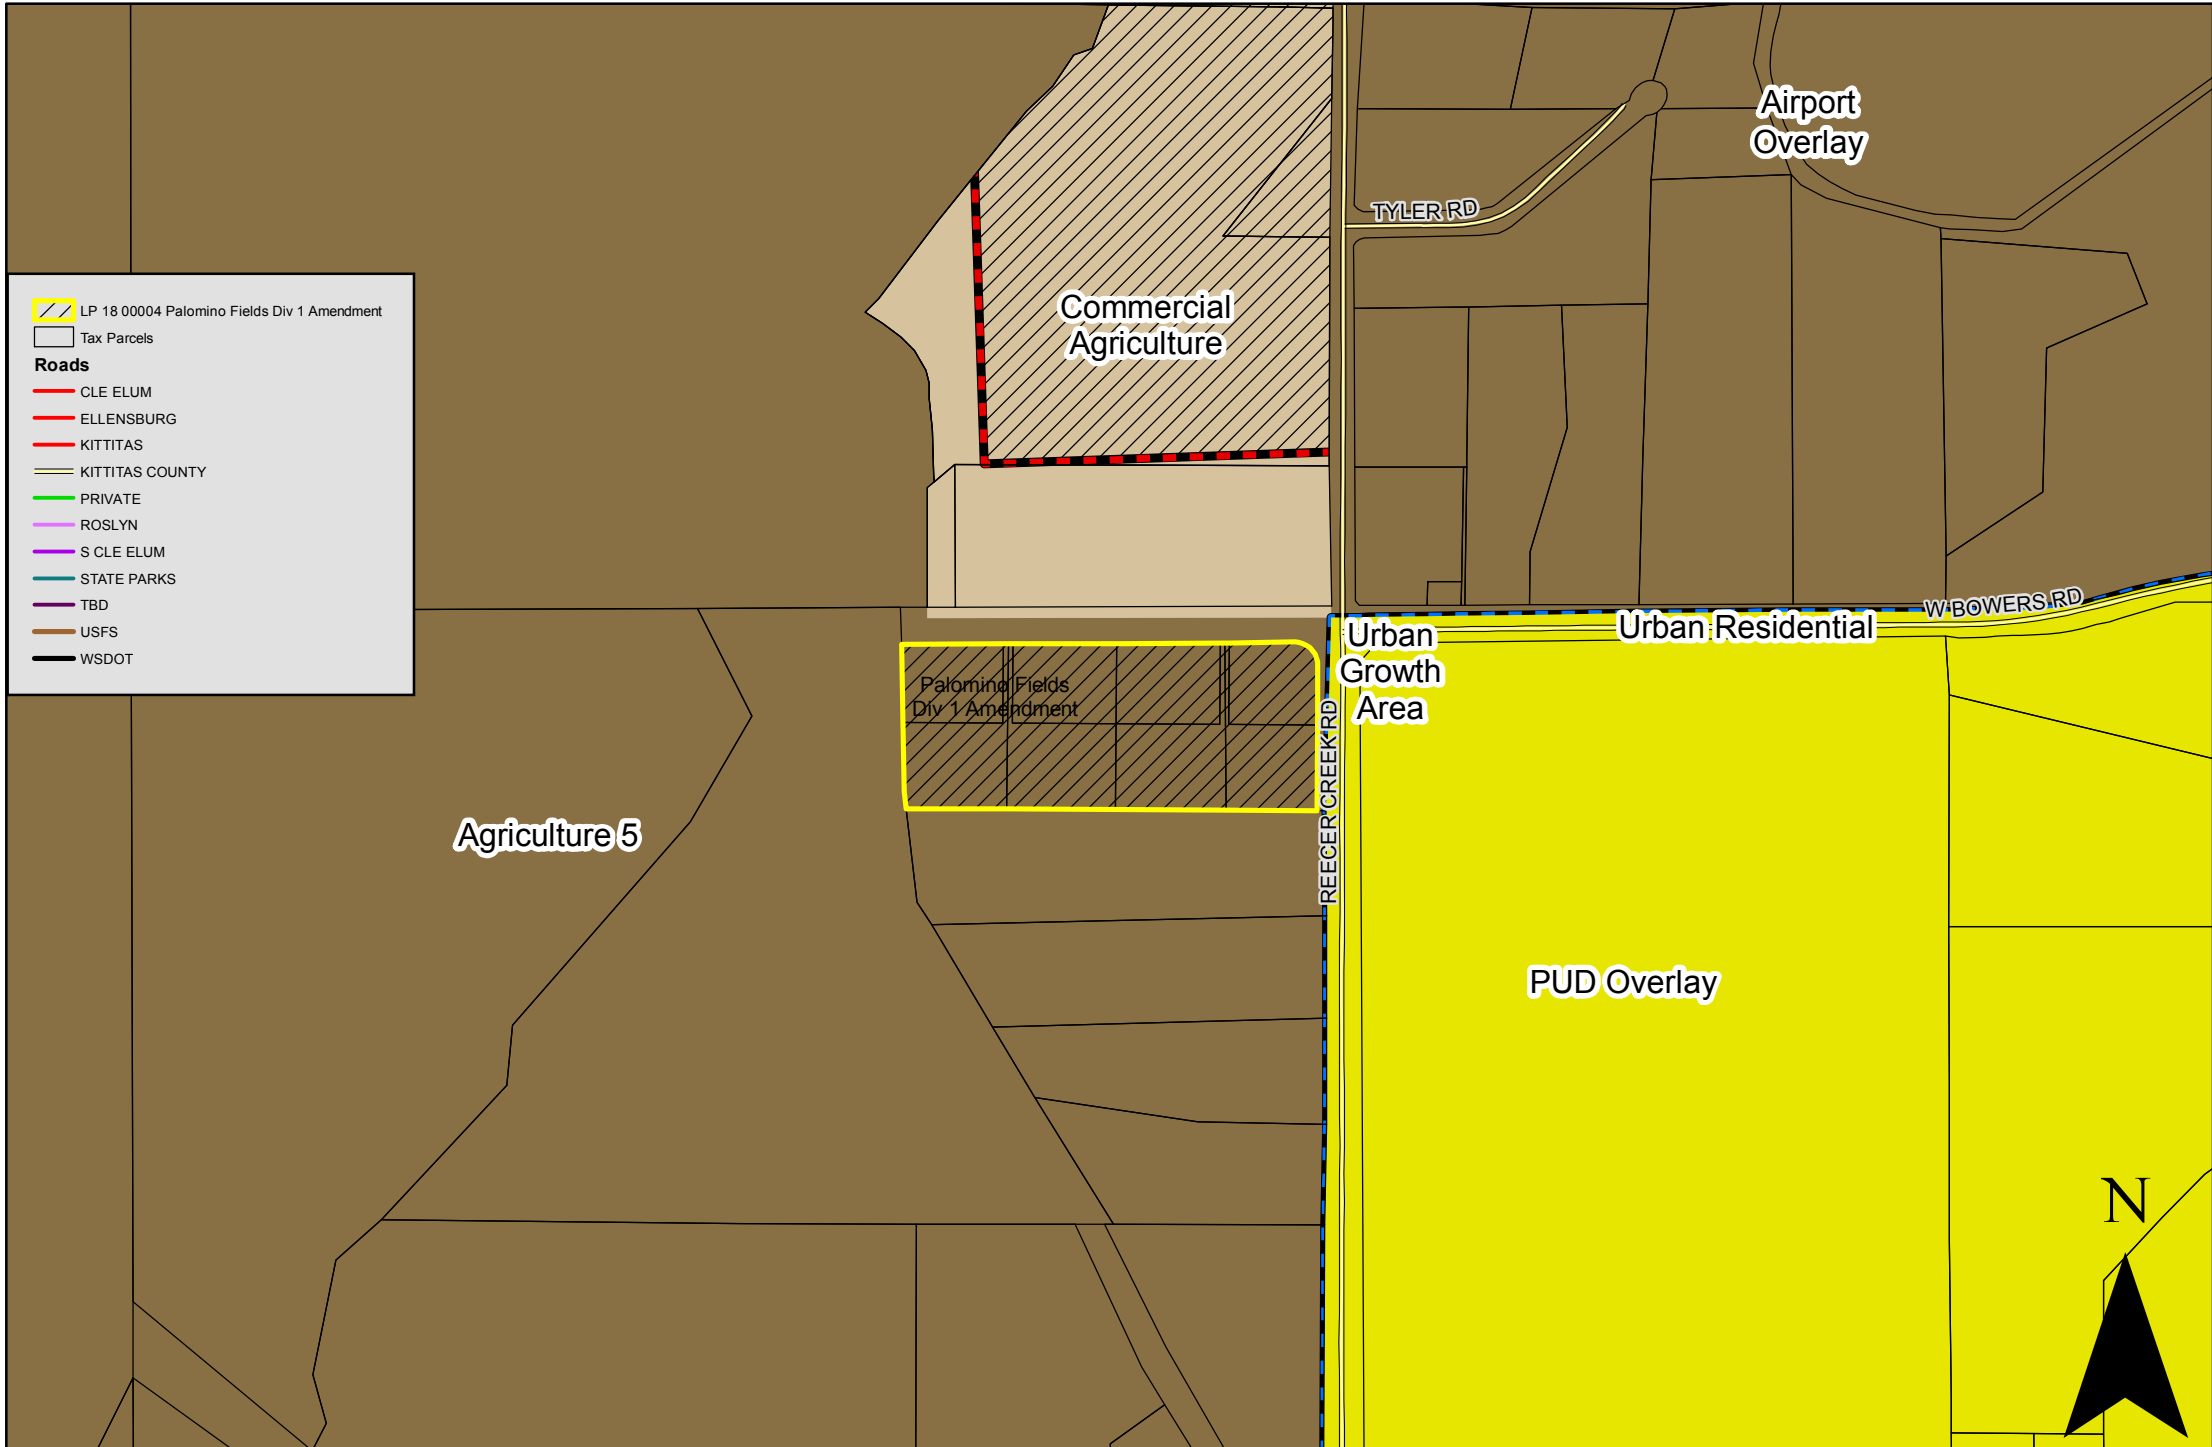 Airport
Overlay
TYLER RD
Commercial
Agriculture
LP 18 00004 Palomino Fields Div 1 Amendment
Tax Parcels
Roads
CLE ELUM
ELLENSBURG
KITTITAS
KITTITAS COUNTY
PRIVATE
ROSLYN
S CLE ELUM
STATE PARKS
TBD
USFS
WSDOT
W BOWERS RD
Urban Residential
Urban
Growth
Area
Palomino Fields
Div 1 Amendment
REECER CREEK RD
Agriculture 5
PUD Overlay
N